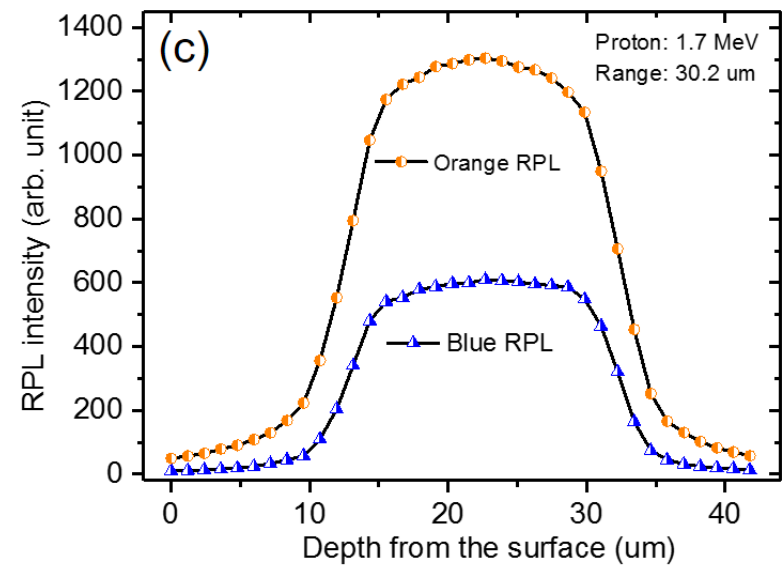 (c)
Proton: 1.7 MeV
Range: 30.2 um
Orange RPL
Blue RPL
RPL intensity (arb. unit)
1400
1200
1000
800
600
400
200
0
0 10 20 30 40
Depth from the surface (um)